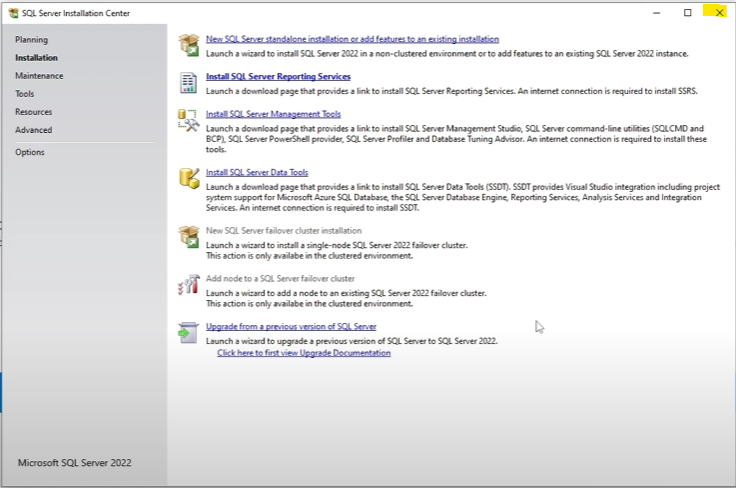 SQL Server Installation Center
Planning
Installation
Maintenance
Tools
Resources
Advanced
Options
New SQL Server standalone installation or add features to an existing installation
Launch a wizard to install SQL Server 2022 in a non-clustered environment or to add features to an existing SQL Server 2022 instance.
Install SQL Server Reporting Services
Launch a download page that provides a link to install SQL Server Reporting Services. An internet connection is required to install SSRS.
Install SQL Server Management Tools
Launch a download page that provides a link to install SQL Server Management Studio, SQL Server command-line utilities (SQLCMD and
BCP), SQL Server PowerShell provider, SQL Server Profiler and Database Tuning Advisor. An internet connection is required to install these
tools.
Install SQL Server Data Tools
Launch a download page that provides a link to install SQL Server Data Tools (SSDT). SSDT provides Visual Studio integration including project
system support for Microsoft Azure SQL Database, the SQL Server Database Engine, Reporting Services, Analysis Services and Integration
Services. An internet connection is required to install SSDT.
New SQL Server failover cluster installation
Launch a wizard to install a single-node SQL Server 2022 failover cluster.
This action is only availabe in the clustered environment.
Add node to a SQL Server failover cluster
Launch a wizard to add a node to an existing SQL Server 2022 failover cluster.
This action is only availabe in the clustered environment.
Upgrade from a previous version of SQL Server
Launch a wizard to upgrade a previous version of SQL Server to SQL Server 2022.
Click here to first view Upgrade Documentation
Microsoft SQL Server 2022